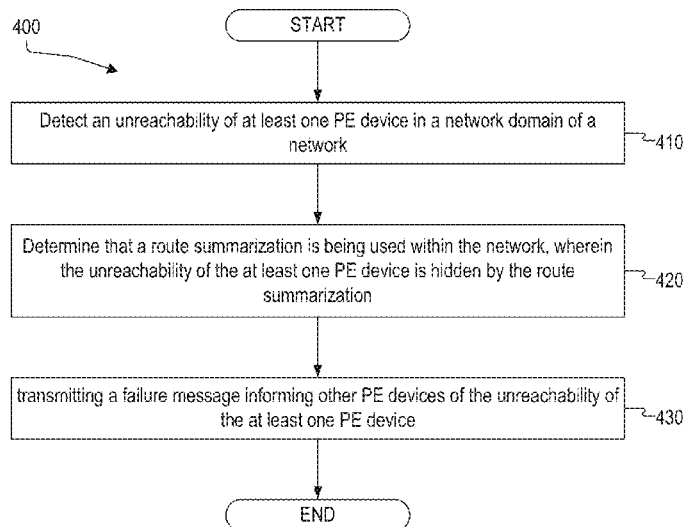 400
START
Detect an unreachability of at least one PE device in a network domain of a
network
410
Determine that a route summarization is being used within the network, wherein
the unreachability of the at least one PE device is hidden by the route
summarization
420
transmitting a failure message informing other PE devices of the unreachability of
the at least one PE device
430
END